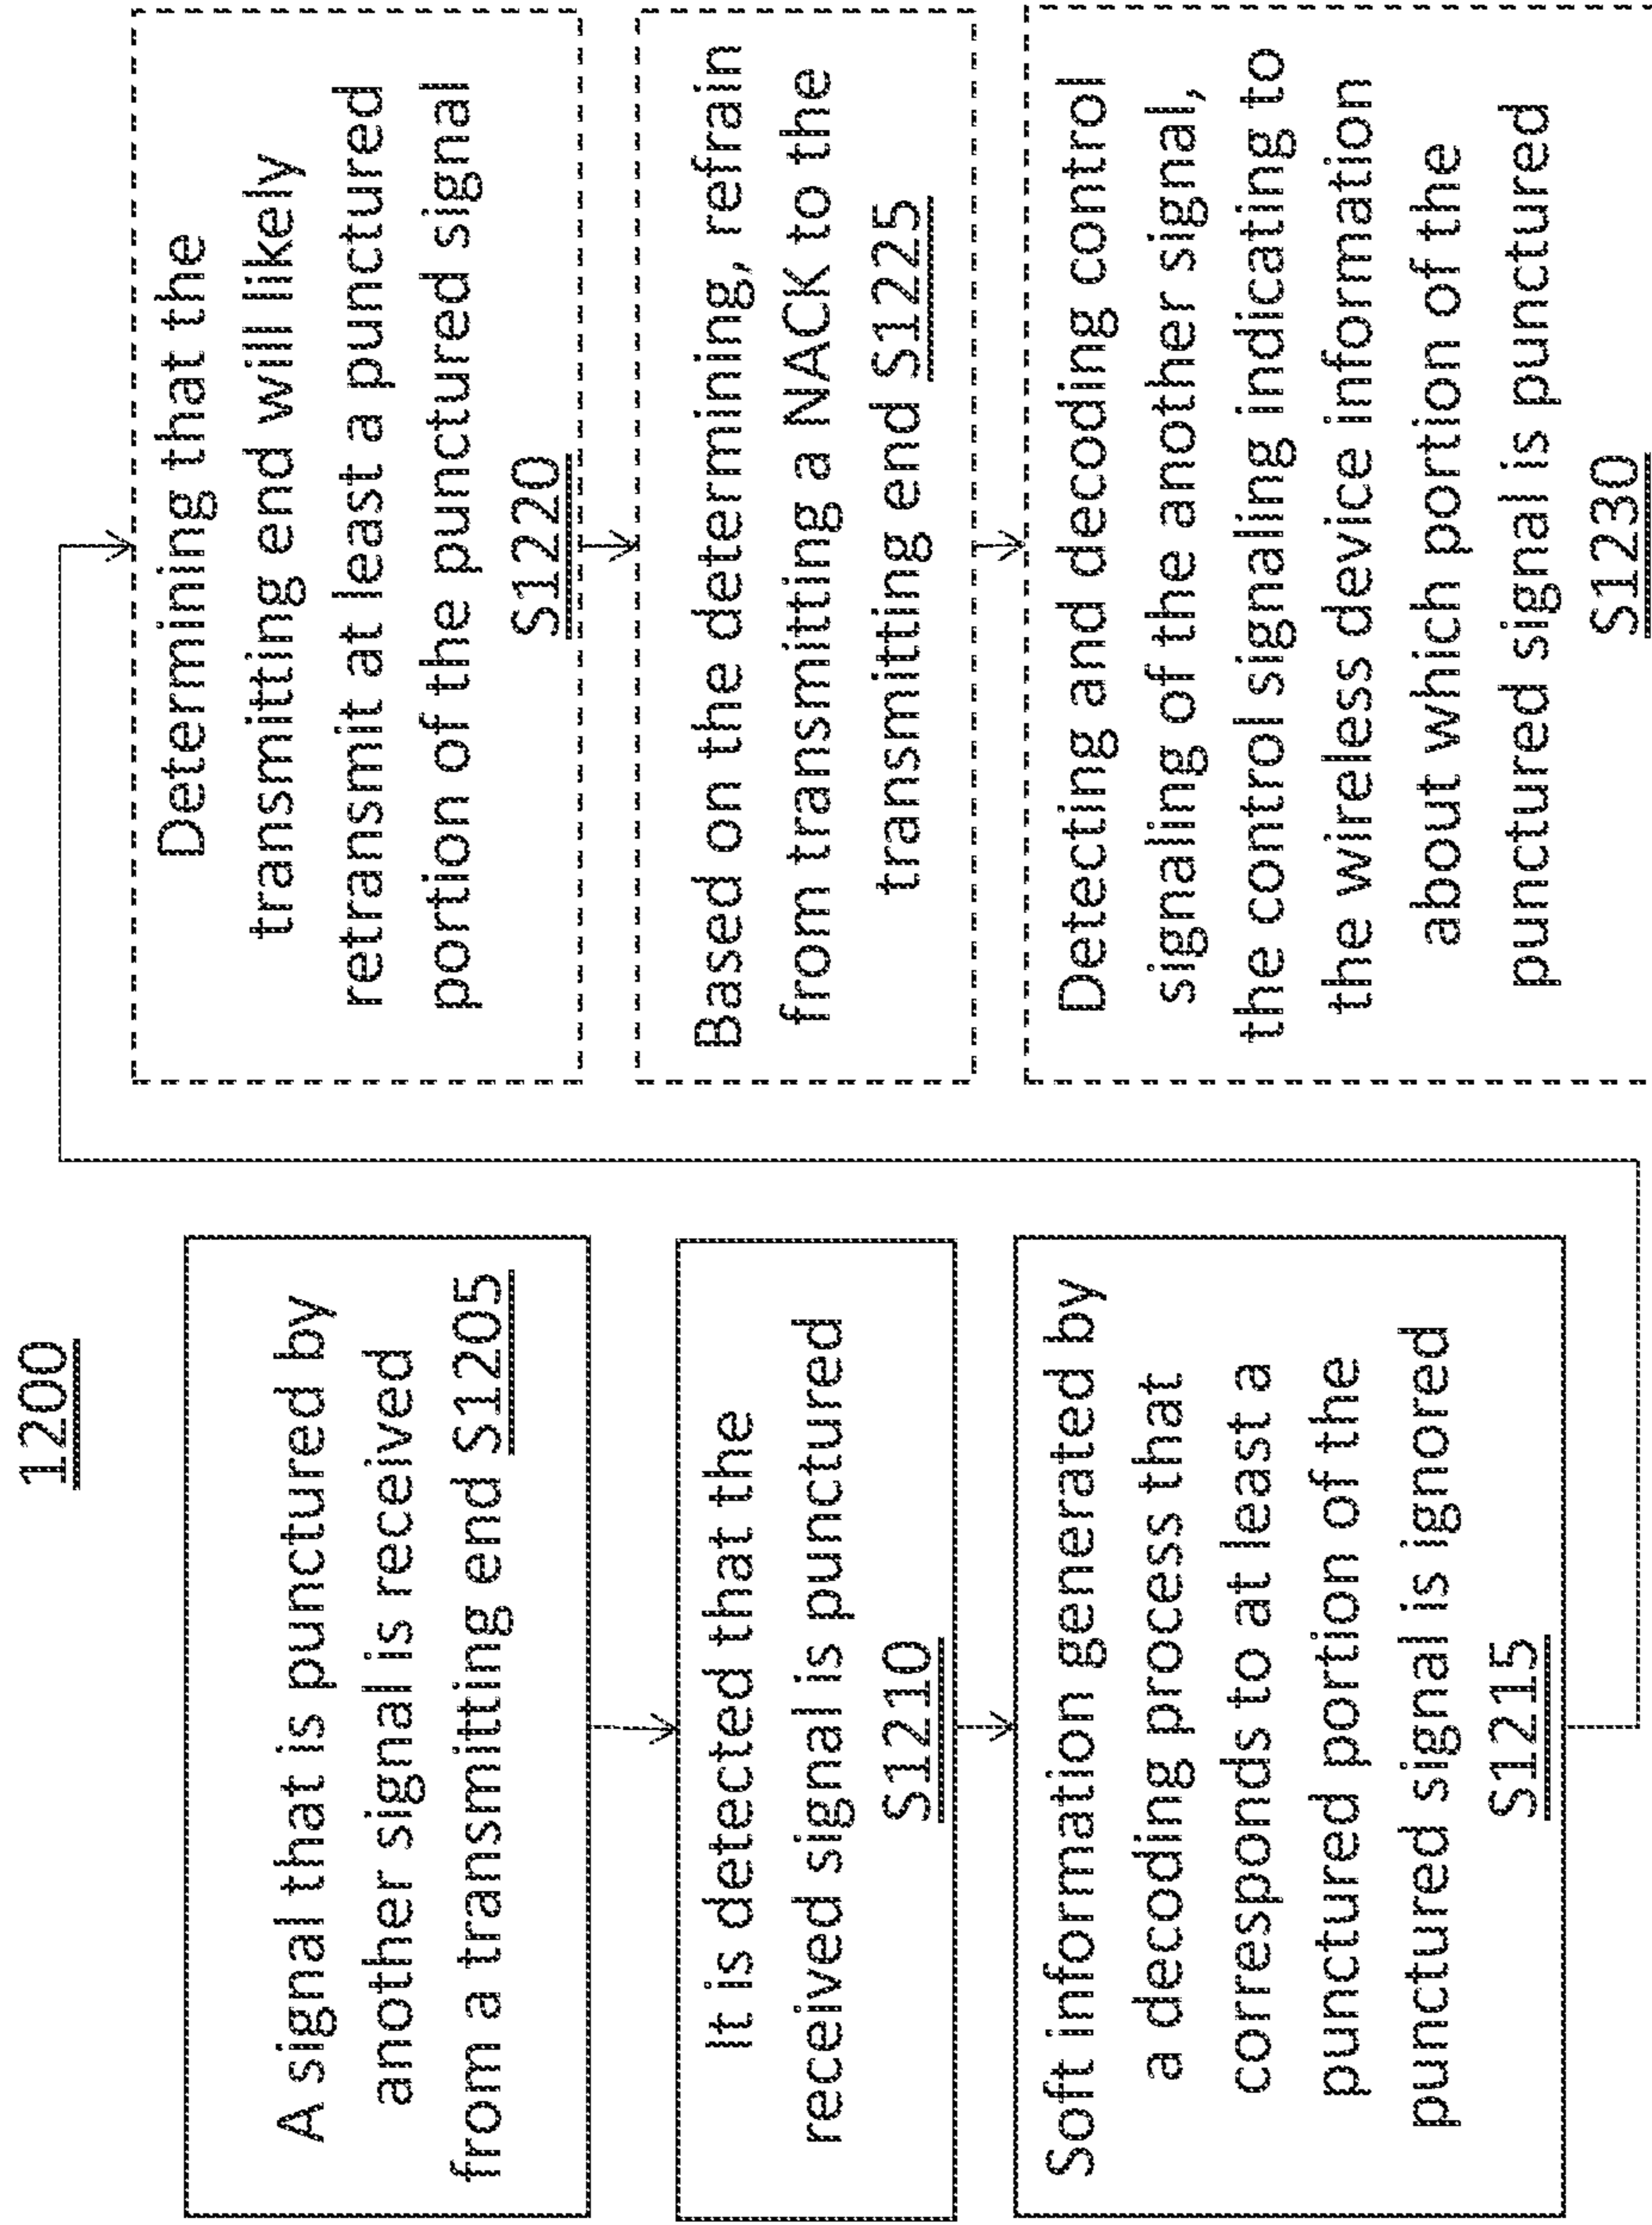 1200
A signal that is punctured by
another signal is received
from a transmitting end S1205
It is detected that the
received signal is punctured
S1210
Soft information generated by
a decoding process that
corresponds to at least a
punctured portion of the
punctured signal is ignored
S1215
Determining that the
transmitting end will likely
retransmit at least a punctured
portion of the punctured signal
S1220
Based on the determining, refrain
from transmitting a NACK to the
transmitting end S1225
Detecting and decoding control
signaling of the another signal,
the control signaling indicating to
the wireless device information
about which portion of the
punctured signal is punctured
S1230